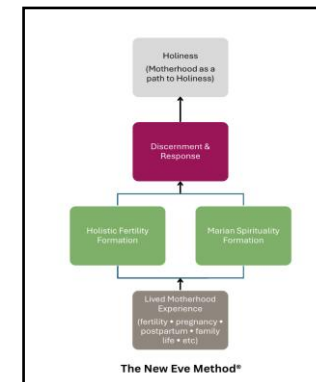 Holiness
(Motherhood as a
path to Holiness)
Discernment &
Response
Holistic Fertility
Formation
Marian Spirituality
Formation
Lived Motherhood
Experience
(fertility • pregnancy •
postpartum • family
life • etc)
The New Eve Method®